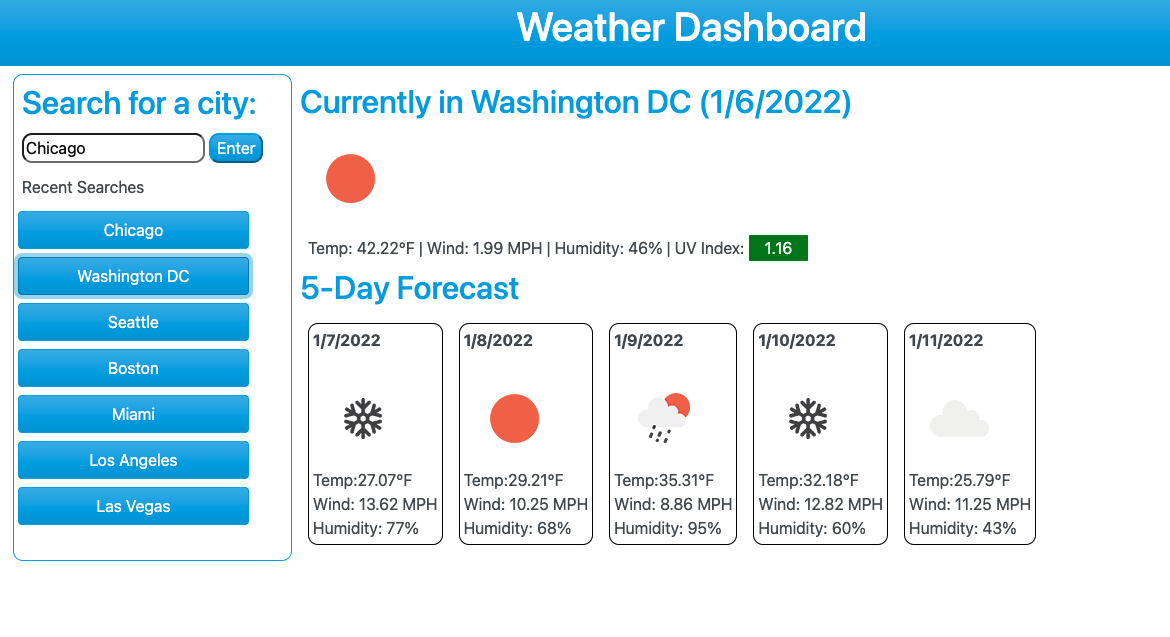 Weather Dashboard
Search for a city:
Chicago Enter
Recent Searches
Chicago
Washington DC
Seattle
Boston
Miami
Los Angeles
Las Vegas
Currently in Washington DC (1/6/2022)
Temp: 42.22°F | Wind: 1.99 MPH | Humidity: 46% | UV Index: 1.16
5-Day Forecast
1/7/2022
Temp:27.07°F
Wind: 13.62 MPH
Humidity: 77%
1/8/2022
Temp:29.21°F
Wind: 10.25 MPH
Humidity: 68%
1/9/2022
Temp:35.31°F
Wind: 8.86 MPH
Humidity: 95%
1/10/2022
Temp:32.18°F
Wind: 12.82 MPH
Humidity: 60%
1/11/2022
Temp:25.79°F
Wind: 11.25 MPH
Humidity: 43%